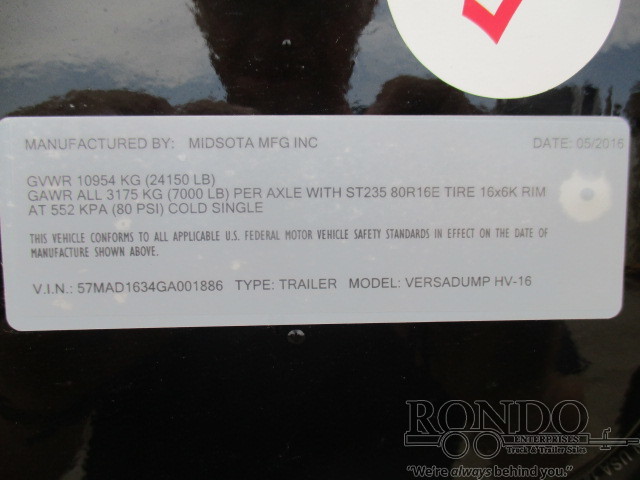 MANUFACTURED BY: MIDSOTA MFG INC DATE: 05/2016
GVWR 10954 KG (24150 LB)
GAWR ALL 3175 KG (7000 LB) PER AXLE WITH ST235 80R16E TIRE 16x6K RIM
AT 552 KPA (80 PSI) COLD SINGLE
THIS VEHICLE CONFORMS TO ALL APPLICABLE U.S. FEDERAL MOTOR VEHICLE SAFETY STANDARDS IN EFFECT ON THE DATE OF
MANUFACTURE SHOWN ABOVE.
V.I.N.: 57MAD1634GA001886 TYPE: TRAILER MODEL: VERSADUMP HV-16
RONDO
ENTERPRISES
Truck & Trailer Sales
"We're always behind you."
USA